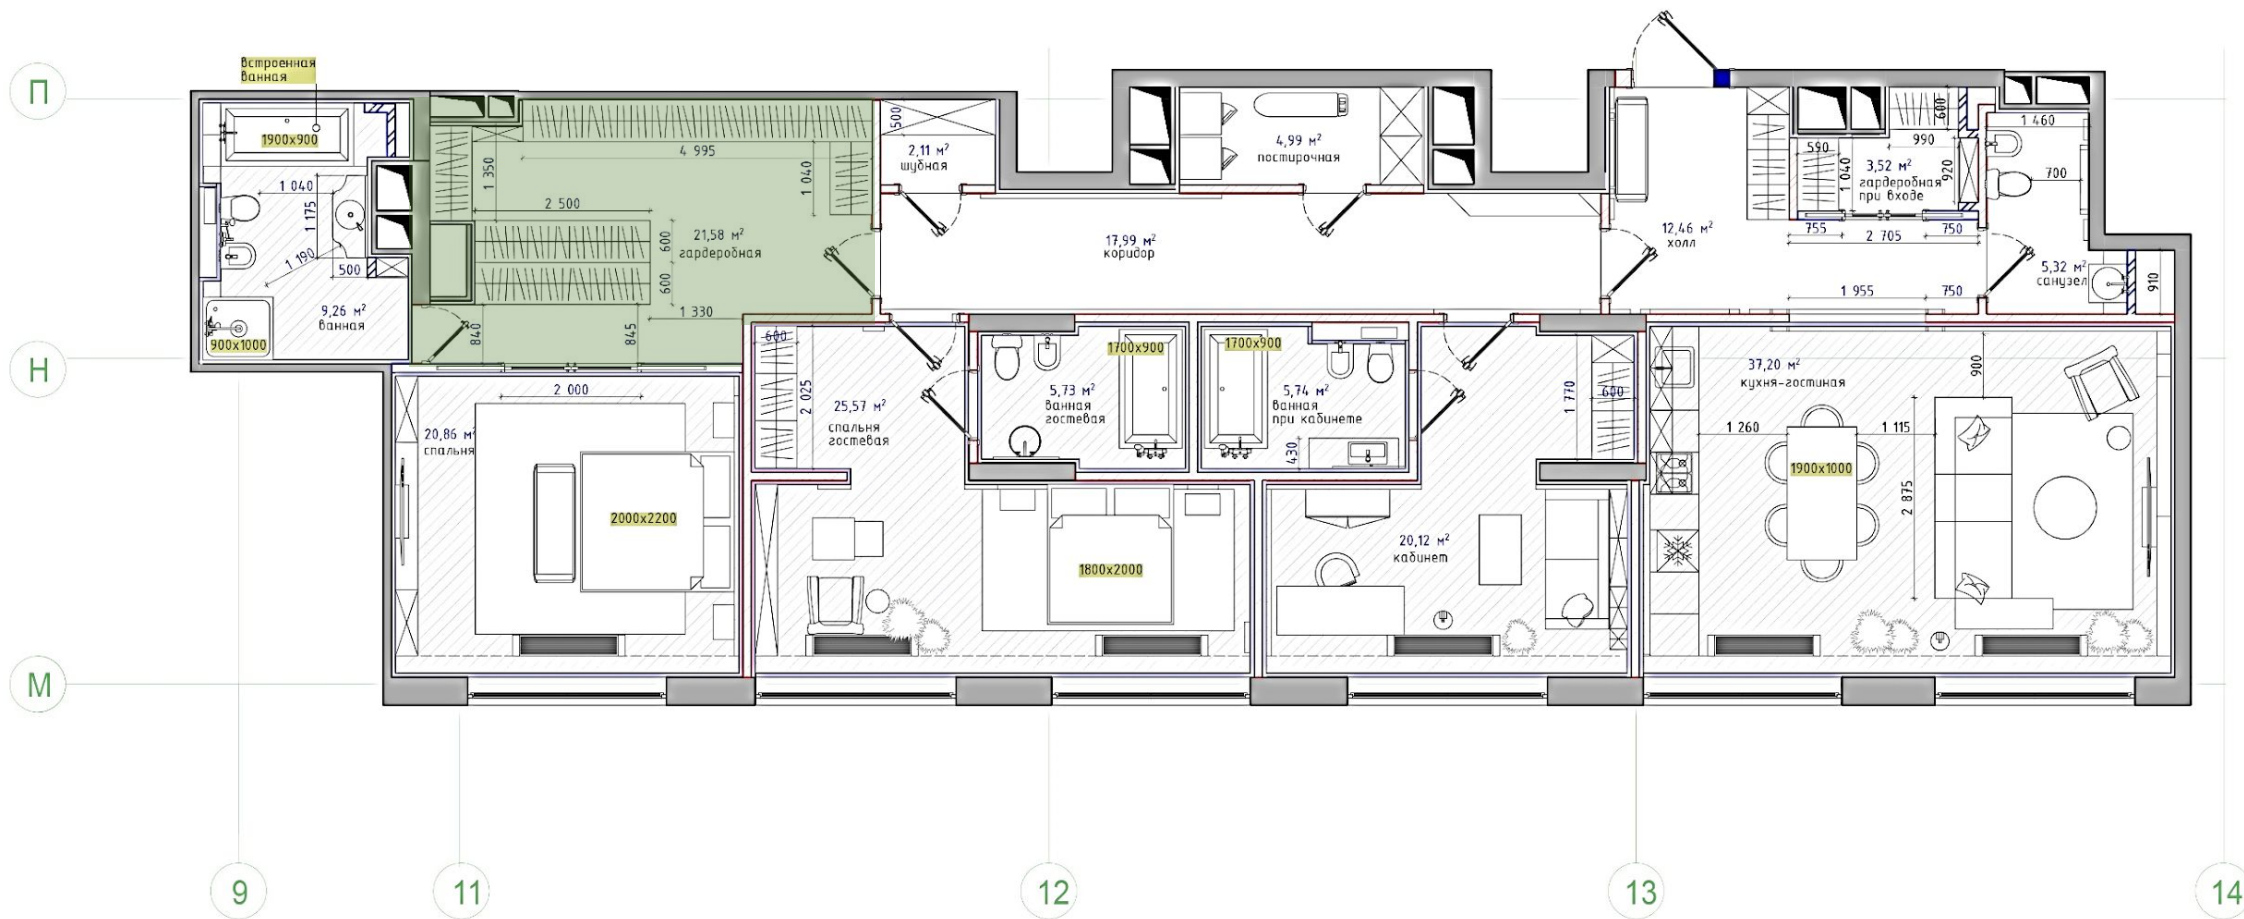 встроенная
ванная
П
1900х900
4 995
1 350
1 040
500
2,11 м²
шубная
4,99 м²
постирочная
600
990
590
1 040
920
3,52 м²
гардеробная
при входе
1 460
700
1 040
1 175
1 190
500
2 500
600
600
21,58 м²
гардеробная
17,99 м²
коридор
12,46 м²
холл
755
750
2 705
5,32 м²
санузел
910
9,26 м²
ванная
900х1000
840
845
1 330
1 955
750
Н
2 000
600
2 025
25,57 м²
спальня
гостевая
1700х900
5,73 м²
ванная
гостевая
1700х900
5,74 м²
ванная
при кабинете
430
1 770
600
37,20 м²
кухня-гостиная
900
20,86 м²
спальня
1 260
1 115
1900х1000
2 875
2000х2200
1800х2000
20,12 м²
кабинет
М
9
11
12
13
14